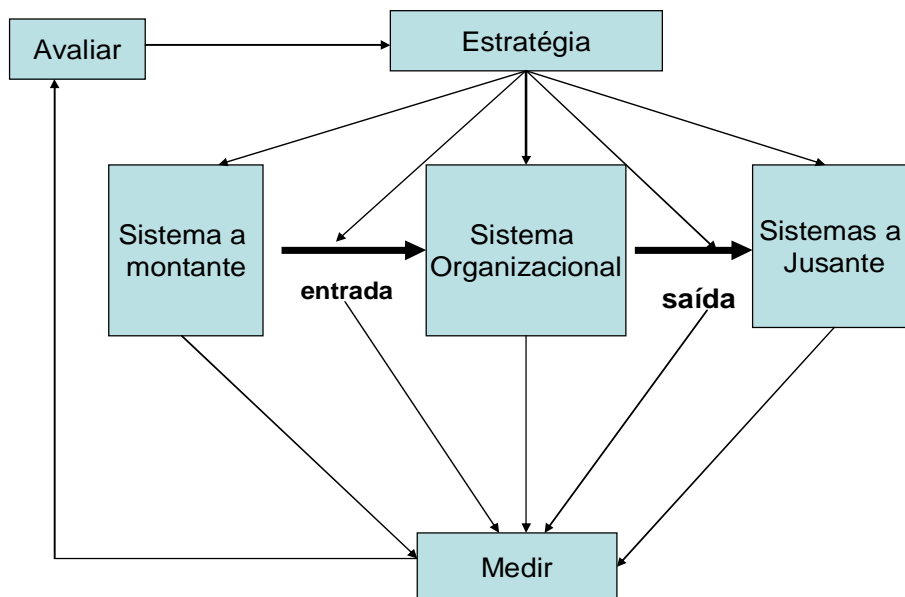 Avaliar
Estratégia
Sistema a
montante
entrada
Sistema
Organizacional
saída
Sistemas a
Jusante
Medir